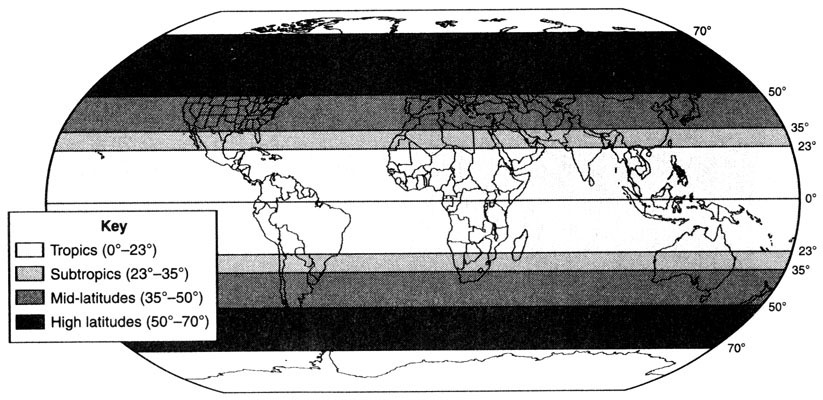 70°
50°
35°
23°
0°
Key
Tropics (0°–23°)
Subtropics (23°–35°)
Mid-latitudes (35°–50°)
High latitudes (50°–70°)
23°
35°
50°
70°